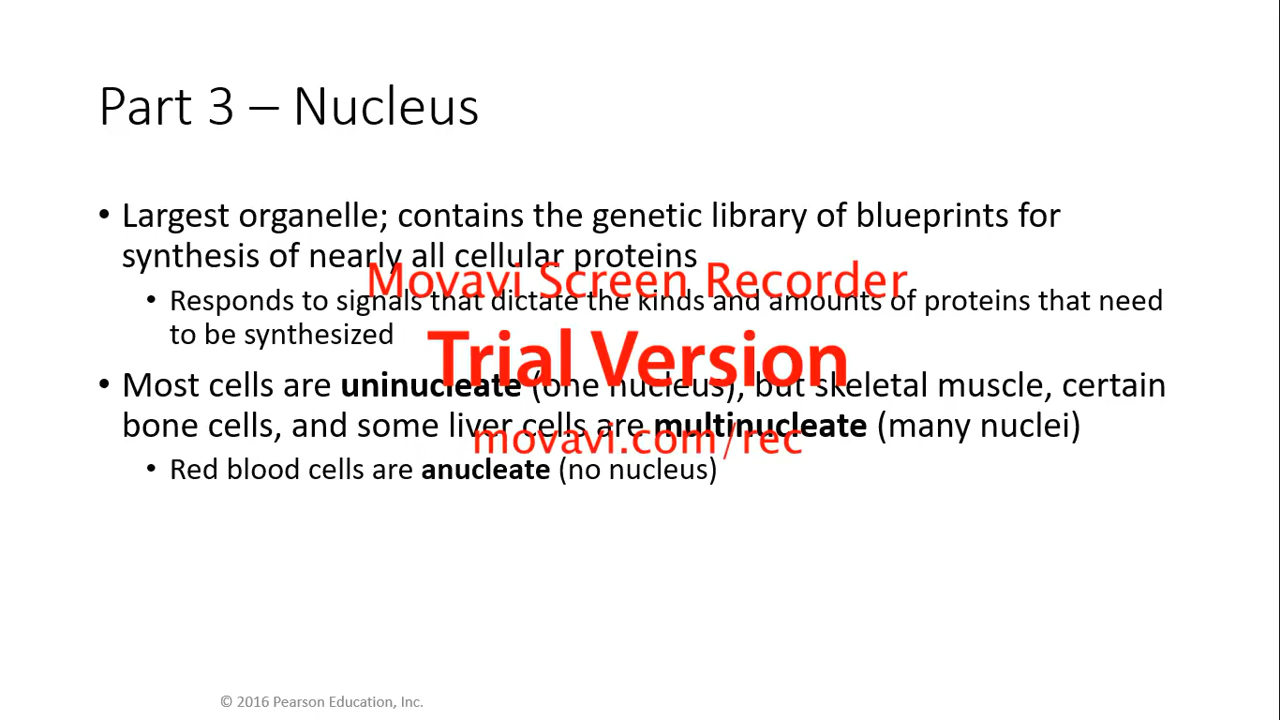 Part 3 – Nucleus
• Largest organelle; contains the genetic library of blueprints for
synthesis of nearly all cellular proteins
Movavi Screen Recorder
• Responds to signals that dictate the kinds and amounts of proteins that need
to be synthesized
Trial Version
• Most cells are uninucleate (one nucleus), but skeletal muscle, certain
bone cells, and some liver cells are multinucleate (many nuclei)
movavi.com/rec
• Red blood cells are anucleate (no nucleus)
© 2016 Pearson Education, Inc.